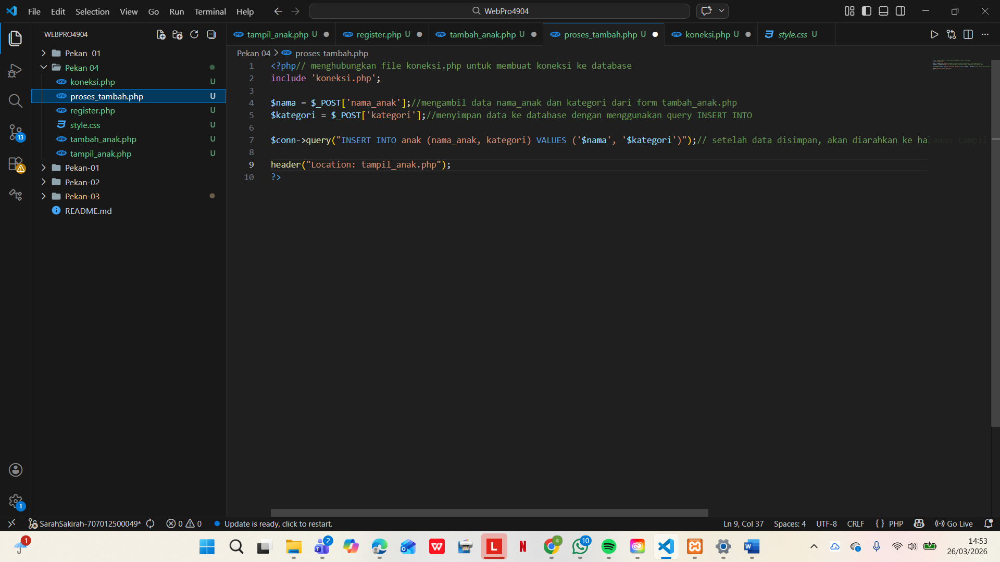 File Edit Selection View Go Run Terminal Help
WebPro4904
WEBPRO4904
Pekan 01
Pekan 04
koneksi.php U
proses_tambah.php U
register.php U
style.css U
tambah_anak.php U
tampil_anak.php U
Pekan-01
Pekan-02
Pekan-03
README.md
tampil_anak.php U
register.php U
tambah_anak.php U
proses_tambah.php U
koneksi.php U
style.css U
Pekan 04 > proses_tambah.php
1 <?php// menghubungkan file koneksi.php untuk membuat koneksi ke database
2 include 'koneksi.php';
3
4 $nama = $_POST['nama_anak'];//mengambil data nama_anak dan kategori dari form tambah_anak.php
5 $kategori = $_POST['kategori'];//menyimpan data ke database dengan menggunakan query INSERT INTO
6
7 $conn->query("INSERT INTO anak (nama_anak, kategori) VALUES ('$nama', '$kategori')");// setelah data disimpan, akan diarahkan ke halaman tampil_
8
9 header("Location: tampil_anak.php");
10 ?>
13
1
SarahSakirah-707012500049* 0 0 Update is ready, click to restart.
Ln 9, Col 37 Spaces: 4 UTF-8 CRLF { } PHP Go Live
1
2
10
14:53
26/03/2026